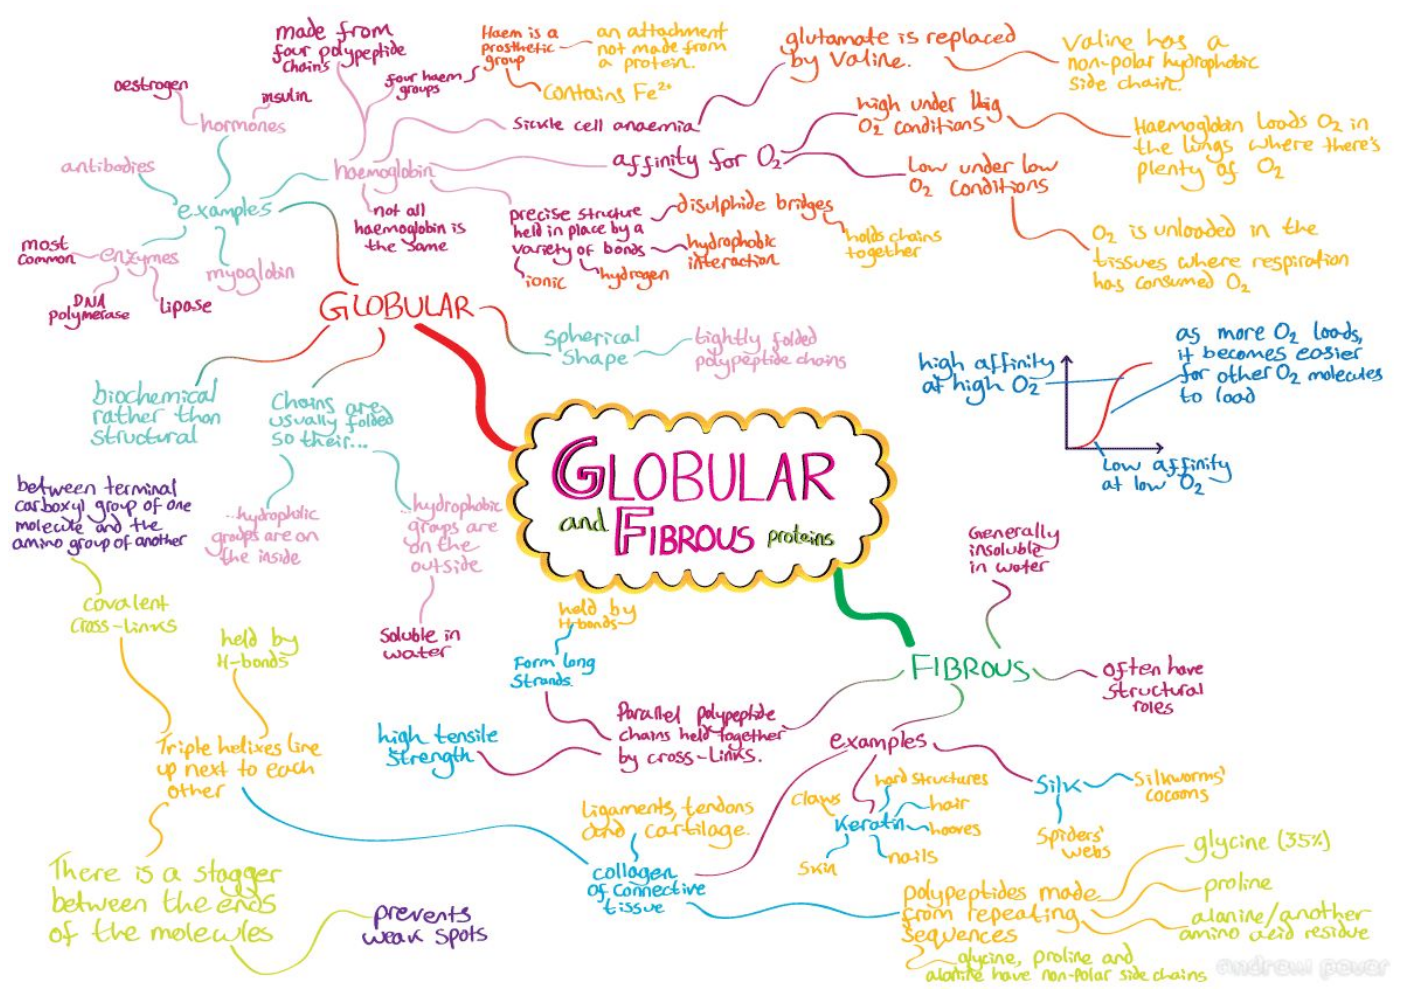 GLOBULAR
and FIBROUS proteins
GLOBULAR
examples
hormones
oestrogen
insulin
antibodies
enzymes
most
common
DNA
polymerase
lipase
myoglobin
haemoglobin
made from
four polypeptide
chains
four haem
groups
Haem is a
prosthetic
group
an attachment
not made from
a protein.
contains Fe2+
not all
haemoglobin is
the same
sickle cell anaemia
glutamate is replaced
by valine.
Valine has a
non-polar hydrophobic
side chain.
affinity for O2
high under
O2 conditions
Haemoglobin loads O2 in
the lungs where there's
plenty of O2
Low under low
O2 conditions
O2 is unloaded in the
tissues where respiration
has consumed O2
precise structure
held in place by a
variety of bonds
disulphide bridges
holds chains
together
hydrophobic
interaction
hydrogen
ionic
spherical
shape
tightly folded
polypeptide chains
biochemical
rather than
structural
Chains are
usually folded
so their...
...hydrophilic
groups are on
the inside
...hydrophobic
groups are
on the
outside
Soluble in
water
high affinity
at high O2
as more O2 loads,
it becomes easier
for other O2 molecules
to load
Low affinity
at low O2
FIBROUS
Generally
insoluble
in water
often have
structural
roles
Parallel polypeptide
chains held together
by cross-links.
Form long
Strands.
held by
H-bonds
high tensile
strength
examples
Silk
Silkworms'
cocoons
Spiders'
webs
Keratin
hard structures
hair
hooves
nails
skin
claws
collagen
of connective
tissue
Ligaments, tendons
and cartilage.
polypeptides made
from repeating
sequences
glycine (35%)
proline
alanine/another
amino acid residue
glycine, proline and
alanine have non-polar side chains
Triple helixes line
up next to each
other
held by
H-bonds
covalent
cross-links
between terminal
carboxyl group of one
molecule and the
amino group of another
There is a stagger
between the ends
of the molecules
prevents
weak spots
andrew power